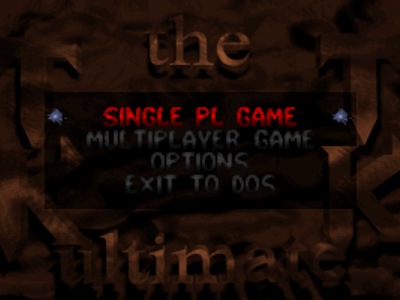 the
SINGLE PL GAME
MULTIPLAYER GAME
OPTIONS
EXIT TO DOS
ultimate